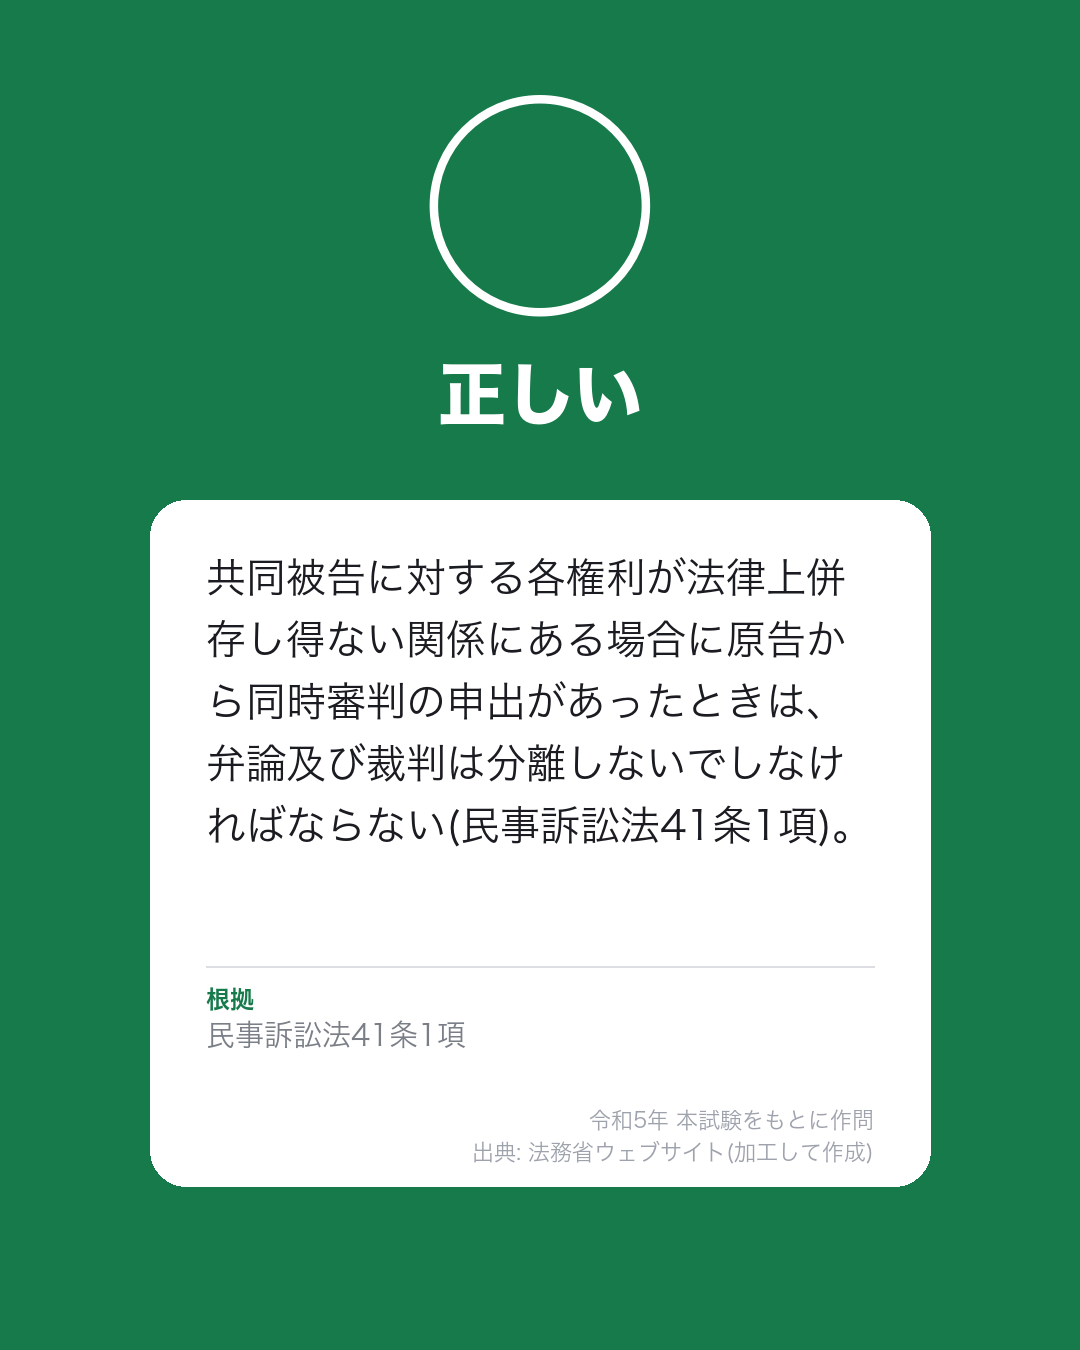 正しい
共同被告に対する各権利が法律上併
存し得ない関係にある場合に原告か
ら同時審判の申出があったときは、
弁論及び裁判は分離しないでしなけ
ればならない(民事訴訟法41条1項)。
根拠
民事訴訟法41条1項
令和5年 本試験をもとに作問
出典: 法務省ウェブサイト(加工して作成)